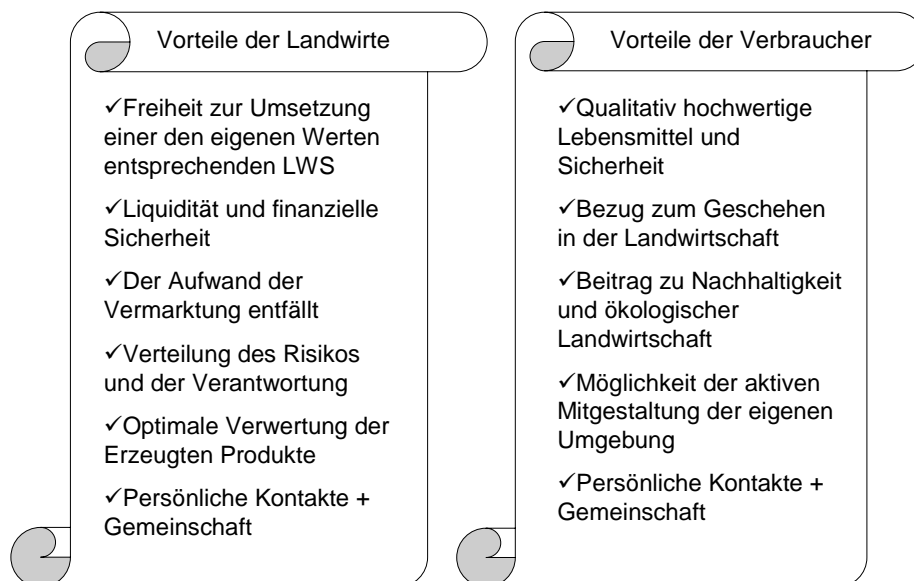 Vorteile der Landwirte
✓Freiheit zur Umsetzung
einer den eigenen Werten
entsprechenden LWS
✓Liquidität und finanzielle
Sicherheit
✓Der Aufwand der
Vermarktung entfällt
✓Verteilung des Risikos
und der Verantwortung
✓Optimale Verwertung der
Erzeugten Produkte
✓Persönliche Kontakte +
Gemeinschaft
Vorteile der Verbraucher
✓Qualitativ hochwertige
Lebensmittel und
Sicherheit
✓Bezug zum Geschehen
in der Landwirtschaft
✓Beitrag zu Nachhaltigkeit
und ökologischer
Landwirtschaft
✓Möglichkeit der aktiven
Mitgestaltung der eigenen
Umgebung
✓Persönliche Kontakte +
Gemeinschaft